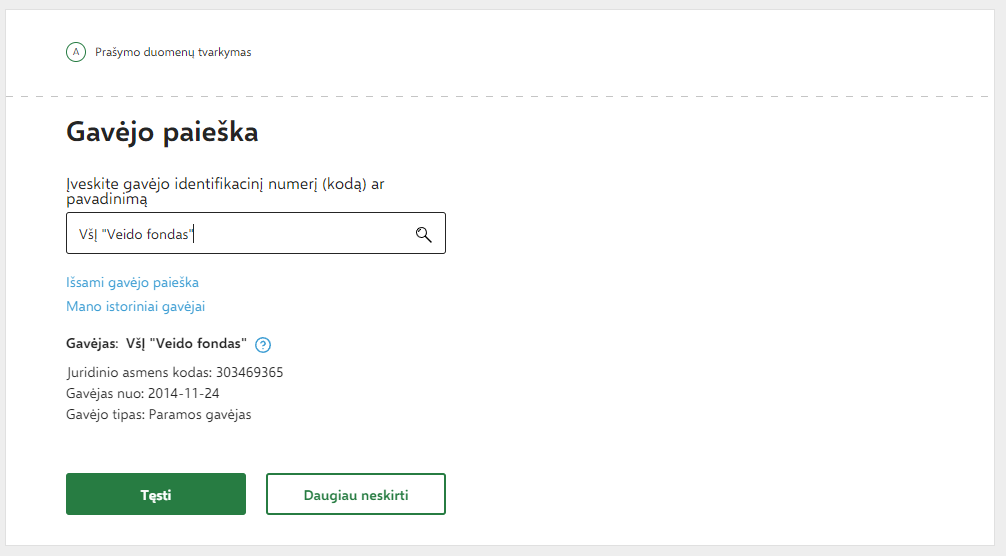 A Prašymo duomenų tvarkymas
Gavėjo paieška
Įveskite gavėjo identifikacinį numerį (kodą) ar
pavadinimą
VšĮ "Veido fondas"
Išsami gavėjo paieška
Mano istoriniai gavėjai
Gavėjas: VšĮ "Veido fondas" ?
Juridinio asmens kodas: 303469365
Gavėjas nuo: 2014-11-24
Gavėjo tipas: Paramos gavėjas
Tęsti Daugiau neskirti